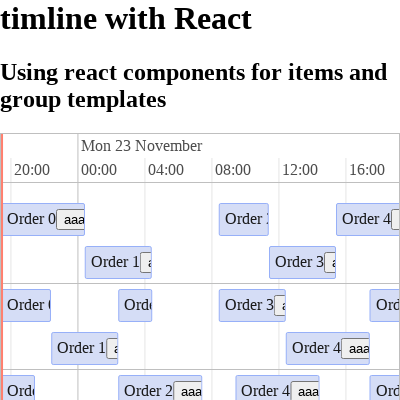 timline with React
Using react components for items and
group templates
Mon 23 November
20:00 00:00 04:00 08:00 12:00 16:00
Order 0 aaa Order Order 4
Order 1 Order 3
Order Order 3 Ord
Order 1 Order 4 aaa
Ord Order 2 aaa Order 4 aaa Ord